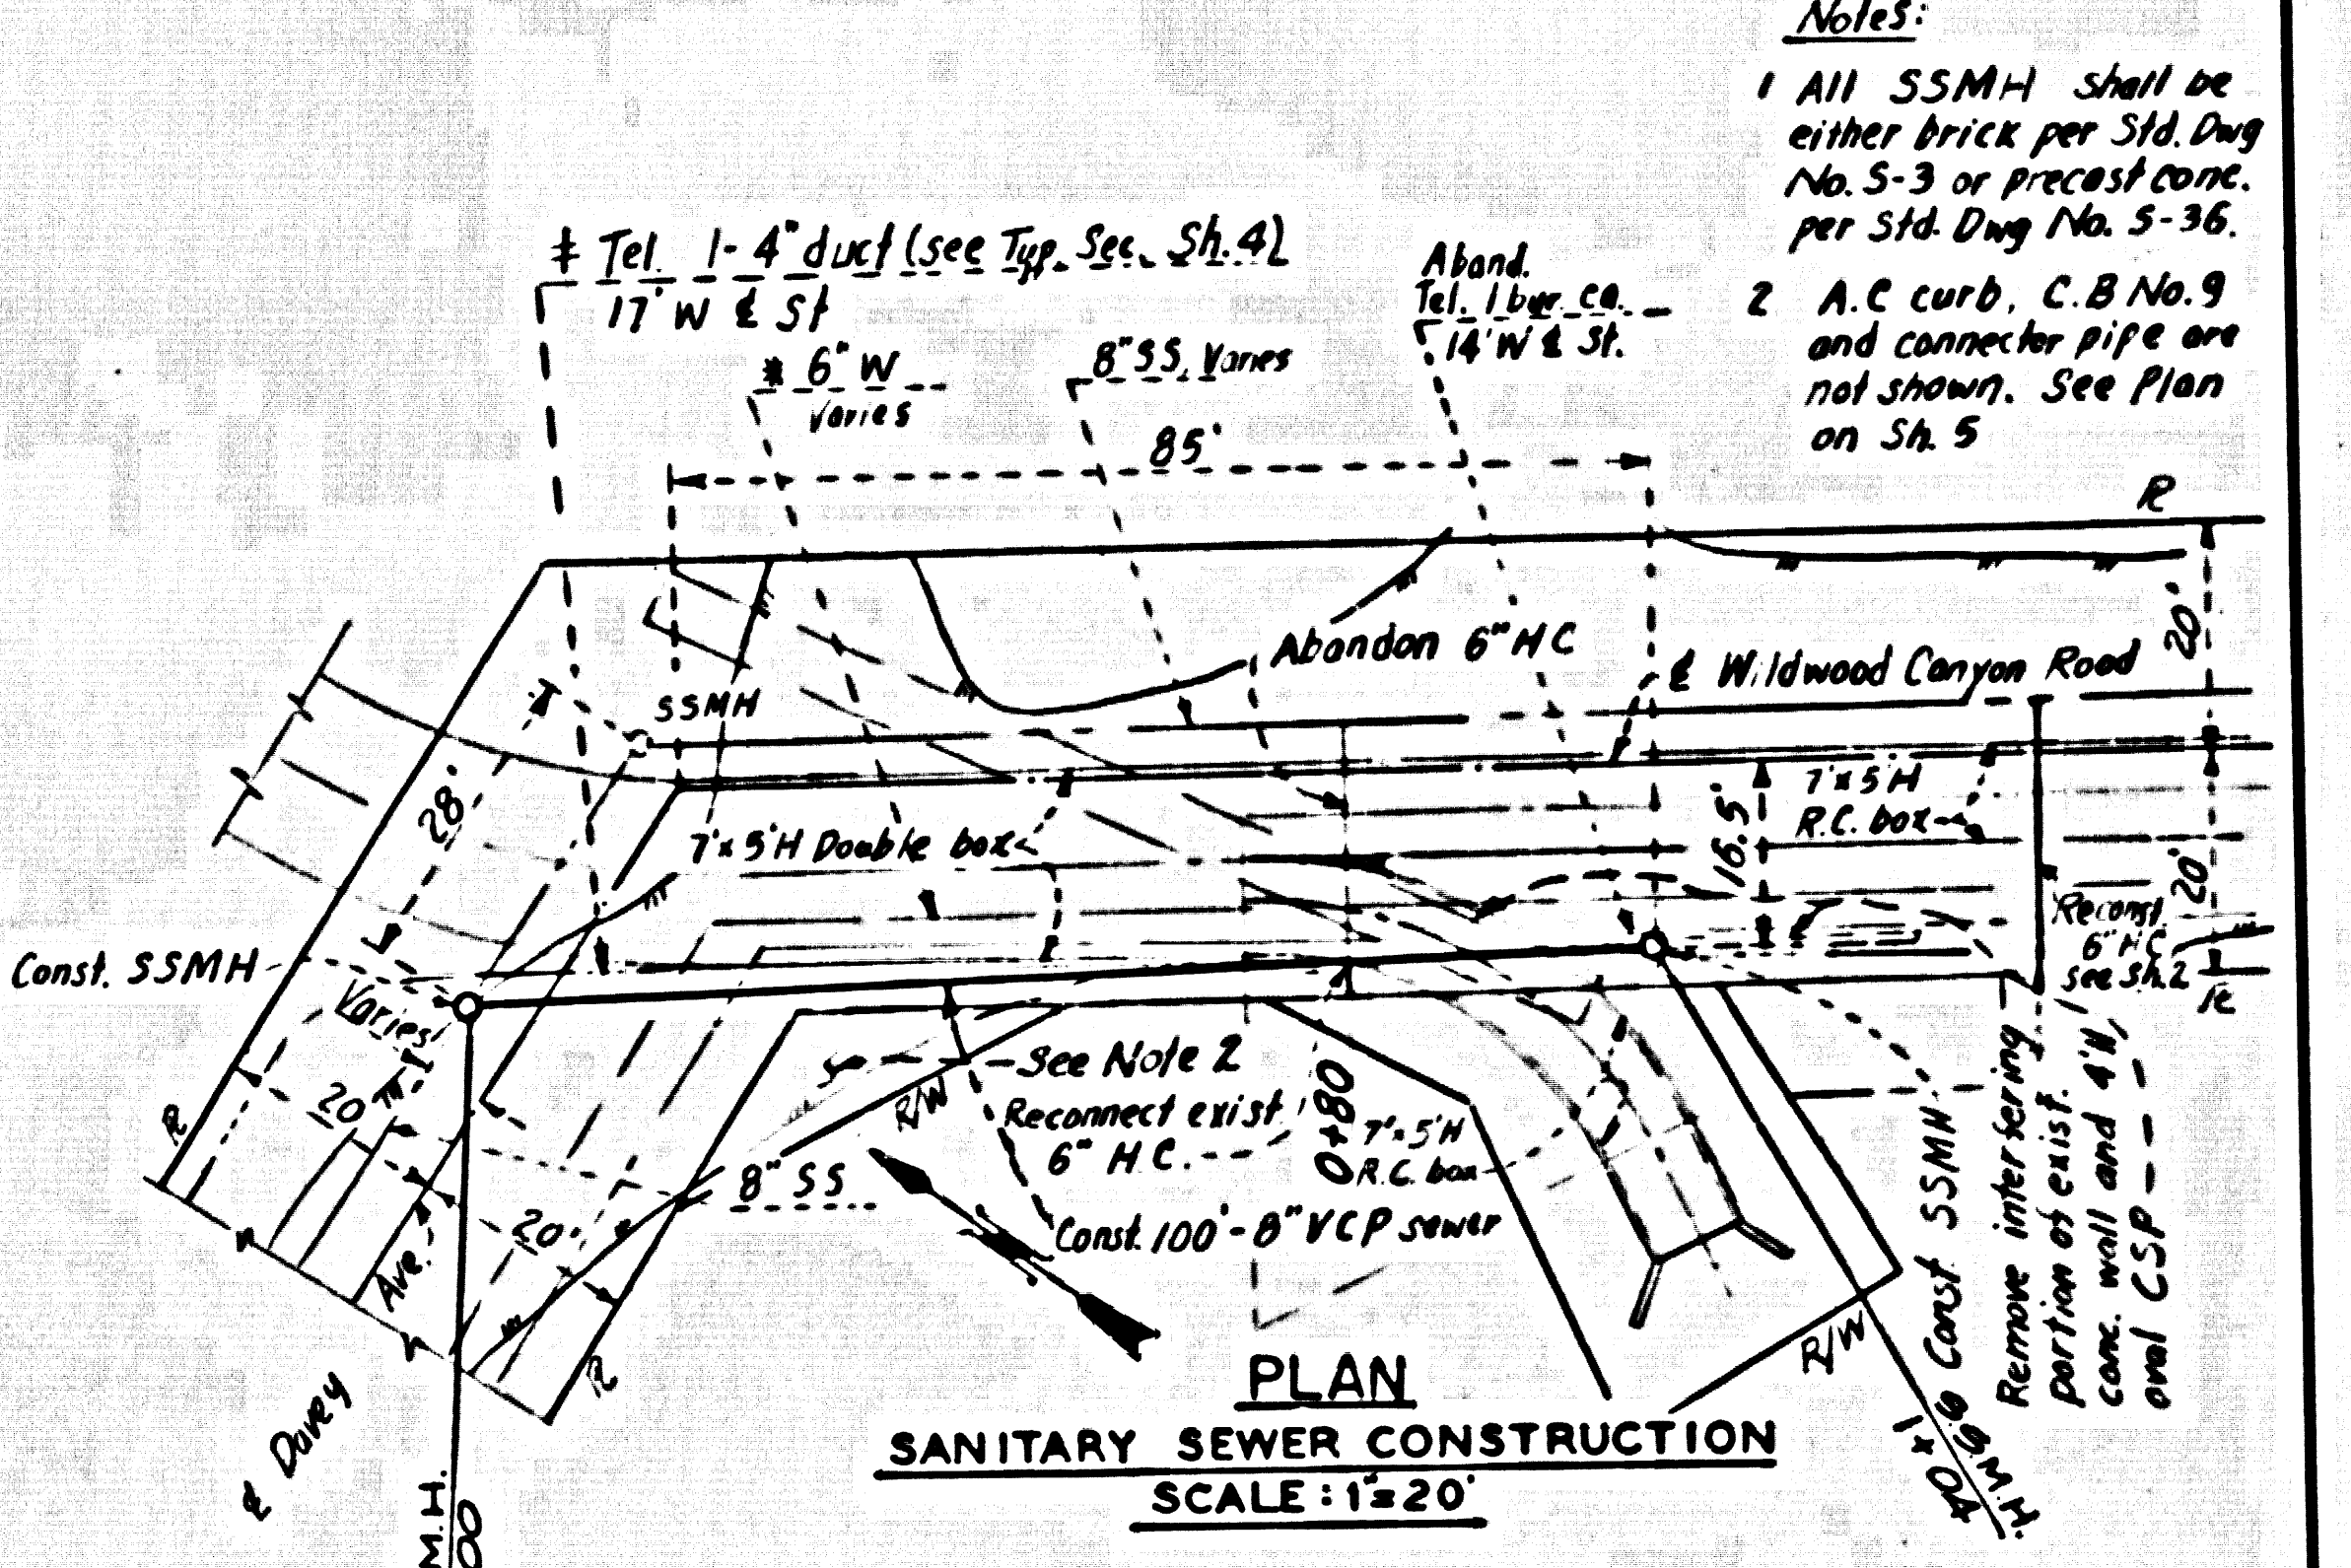 Notes:
1 All SSMH shall be
either brick per Std. Dwg
No. S-3 or precast conc.
per Std. Dwg No. S-36.
2 A.C curb, C.B No. 9
and connector pipe are
not shown. See Plan
on Sh. 5
‡ Tel. 1-4" duct (see Typ. Sec. Sh. 4)
17' W ℄ St
Aband.
Tel. 1 bur. ca.
14' W ℄ St.
6" W
Varies
8" SS, Varies
85'
R
Abandon 6" HC
℄ Wildwood Canyon Road
20'
SSMH
28'
7'x5'H Double box
16.5'
7'x5'H
R.C. box
20'
Reconst.
6" HC
see Sh. 2
R
Const. SSMH
Varies
See Note 2
R/W
Reconnect exist.
6" H.C.
0+80
7'x5'H
R.C. box
20'
R
8" SS
Const. 100'-8" VCP sewer
20'
℄ Davey Ave.
R
Const SSMH
Remove interfering
portion of exist.
conc. wall and 4'H,
oval CSP
R/W
M.H.
00
M.H.
1+04
PLAN
SANITARY SEWER CONSTRUCTION
SCALE: 1"=20'